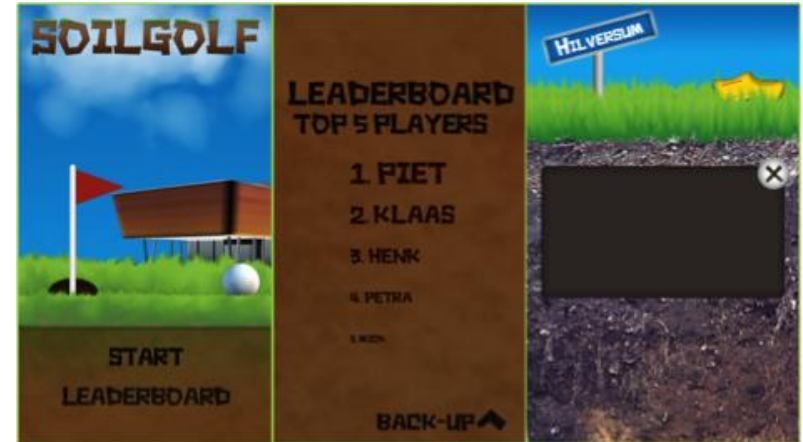 SOILGOLF
START
LEADERBOARD
LEADERBOARD
TOP 5 PLAYERS
1. PIET
2. KLAAS
3. HENK
4. PETRA
BACK-UP
HILVERSUM